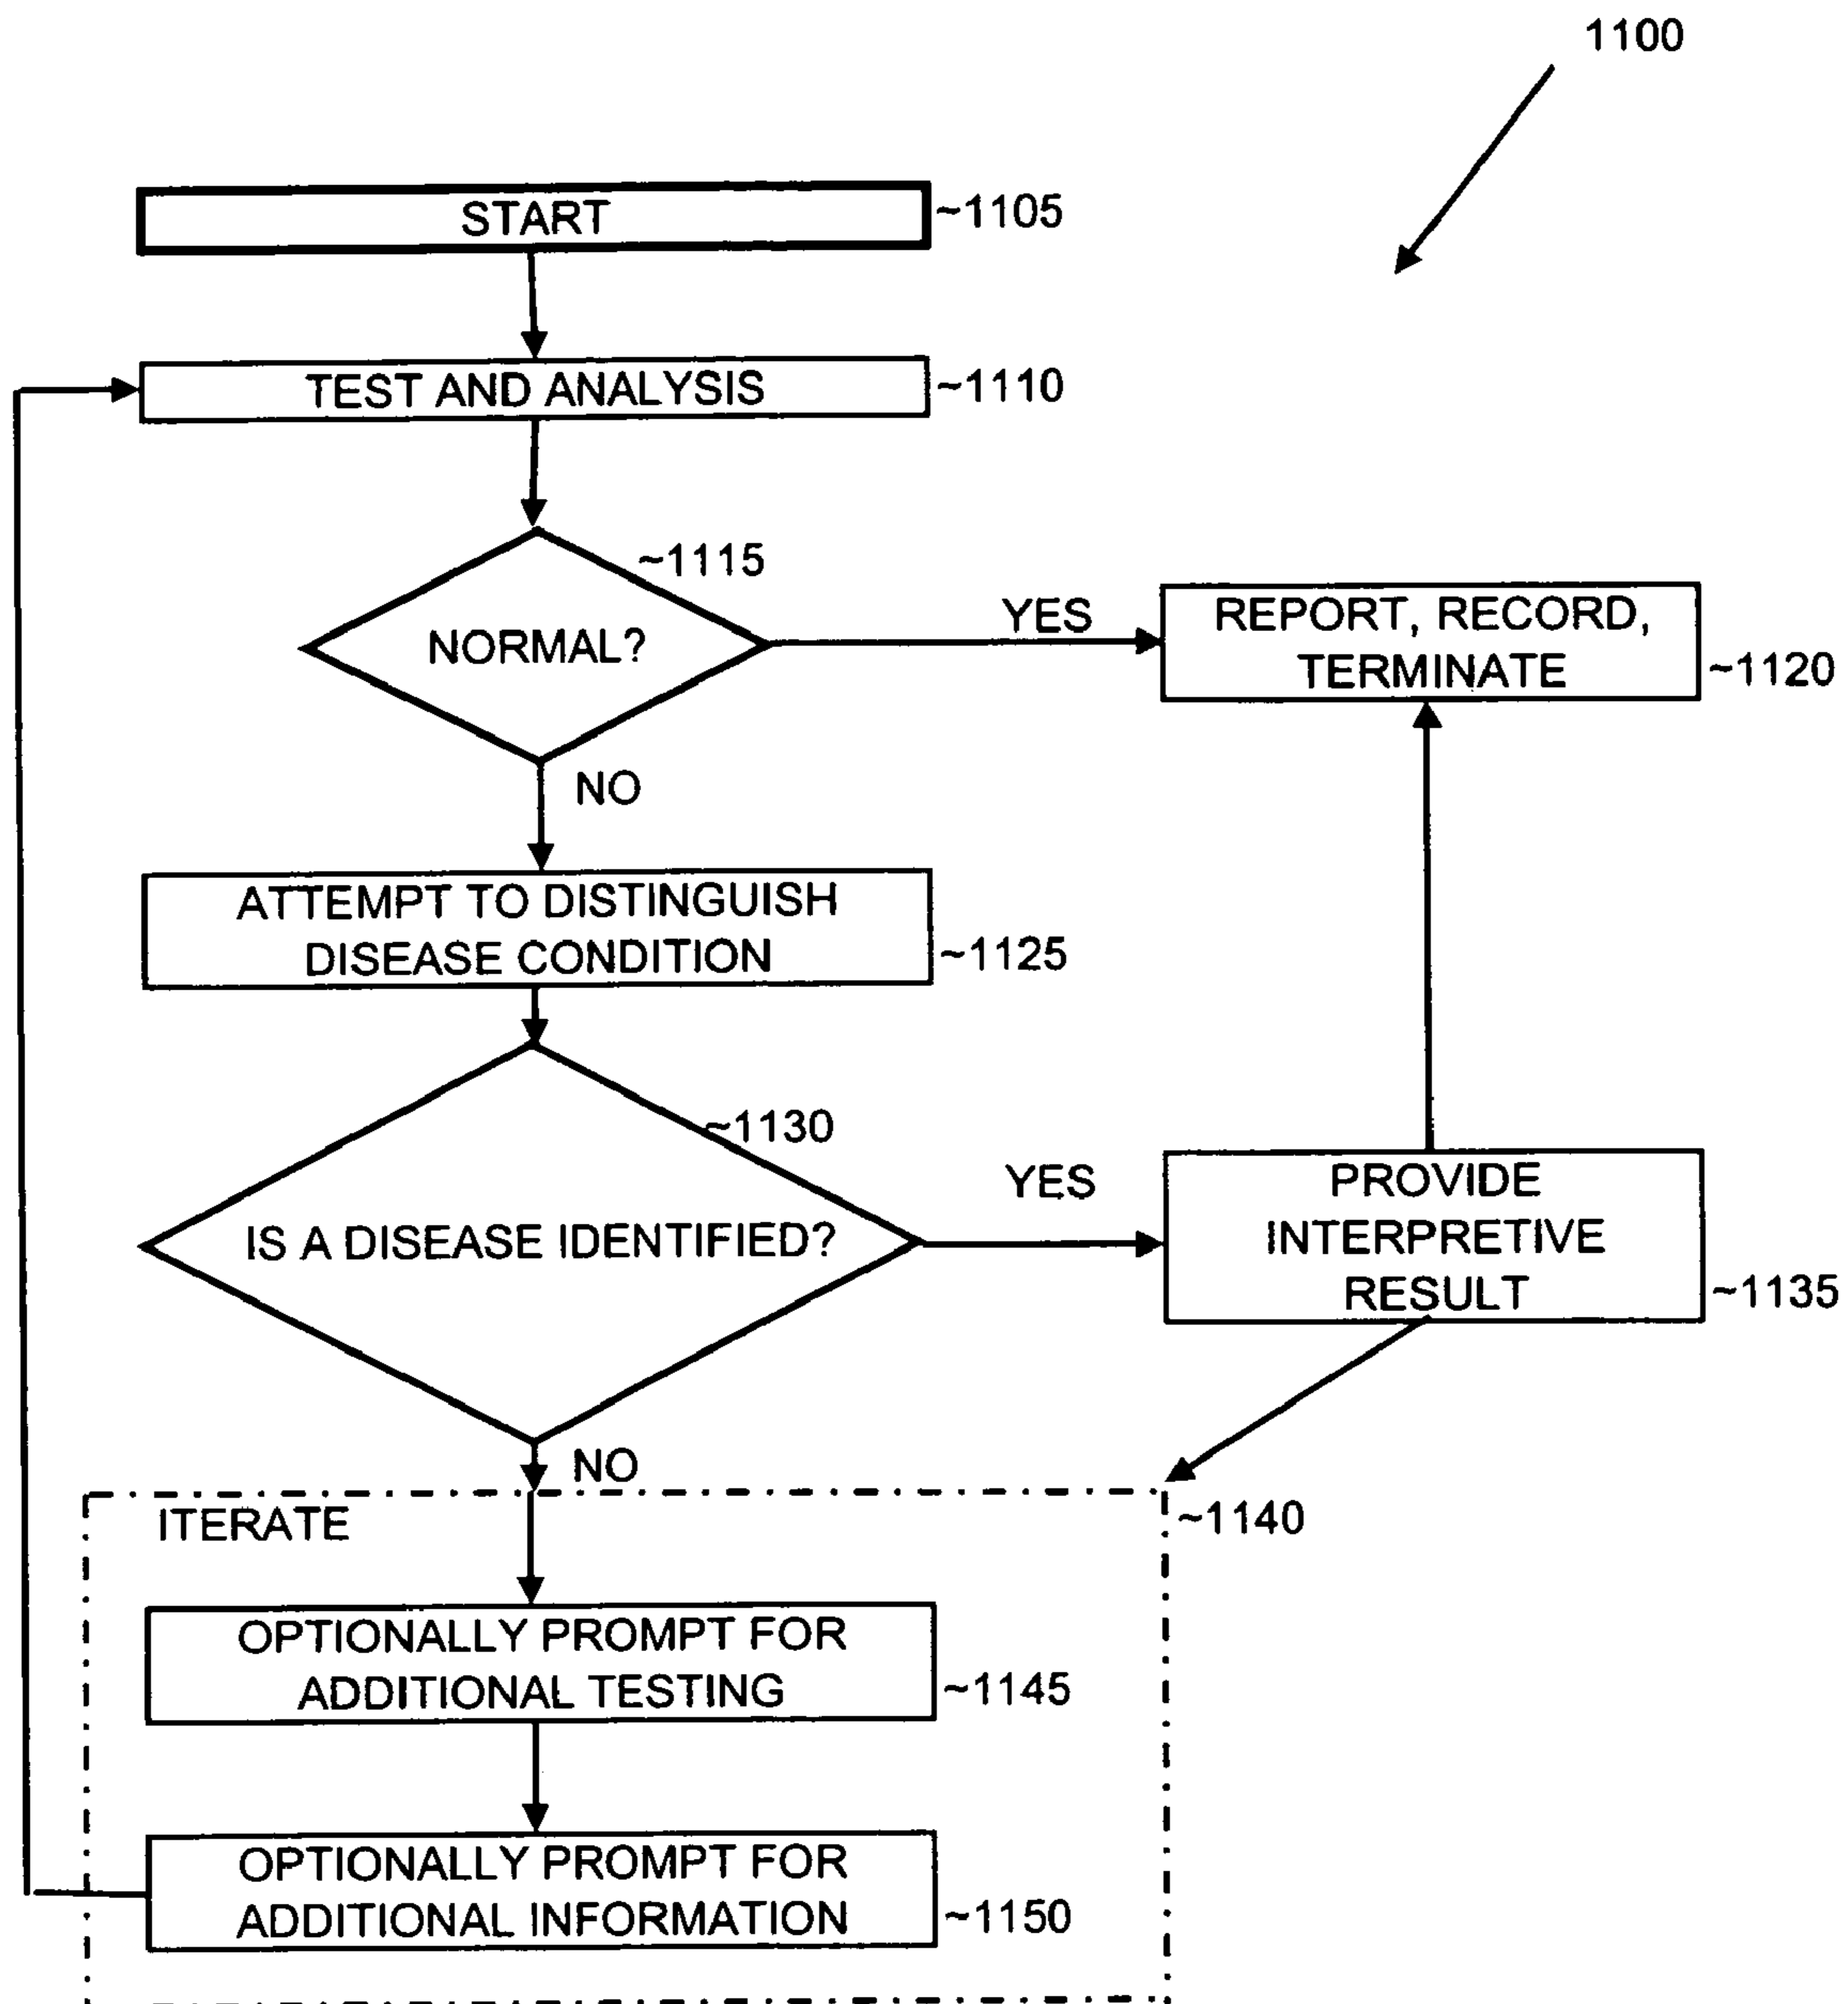 1100
START
~1105
TEST AND ANALYSIS
~1110
~1115
NORMAL?
YES
REPORT, RECORD,
TERMINATE
~1120
NO
ATTEMPT TO DISTINGUISH
DISEASE CONDITION
~1125
~1130
IS A DISEASE IDENTIFIED?
YES
PROVIDE
INTERPRETIVE
RESULT
~1135
NO
ITERATE
~1140
OPTIONALLY PROMPT FOR
ADDITIONAL TESTING
~1145
OPTIONALLY PROMPT FOR
ADDITIONAL INFORMATION
~1150